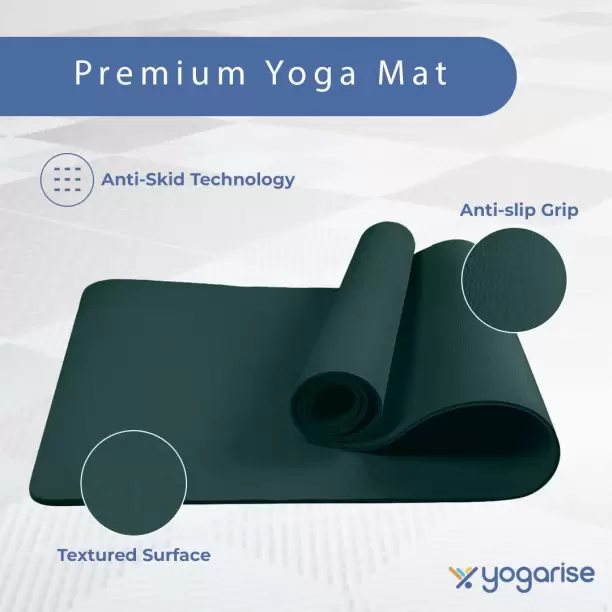 Premium Yoga Mat
Anti-Skid Technology
Anti-slip Grip
Textured Surface
yogarise